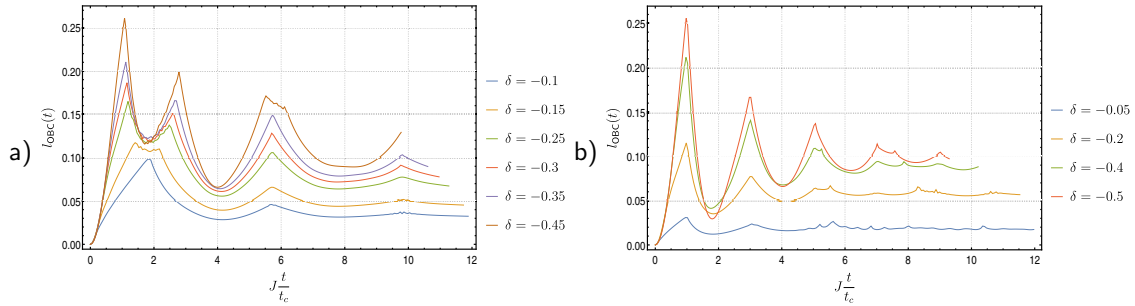 a)
l_OBC(t)
0.25
0.20
0.15
0.10
0.05
0.00
0 2 4 6 8 10 12
J t/t_c
δ = −0.1
δ = −0.15
δ = −0.25
δ = −0.3
δ = −0.35
δ = −0.45
b)
l_OBC(t)
0.25
0.20
0.15
0.10
0.05
0.00
0 2 4 6 8 10 12
J t/t_c
δ = −0.05
δ = −0.2
δ = −0.4
δ = −0.5